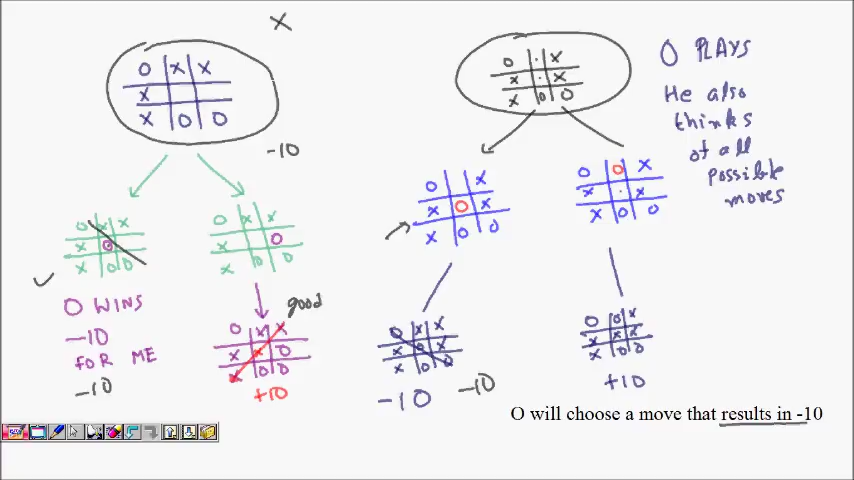 X
O X X
X
X O O
-10
O X X
X O
X O O
O WINS
-10
FOR ME
-10
O X X
X O
O O
good
O X X
X X O
X O O
+10
O X
X X
X O O
O X
X O X
X O O
O O X
X X
X O O
O X X
X O X
X O O
-10
-10
O O X
X X X
X O O
+10
O PLAYS
He also
thinks
of all
possible
moves
O will choose a move that results in -10